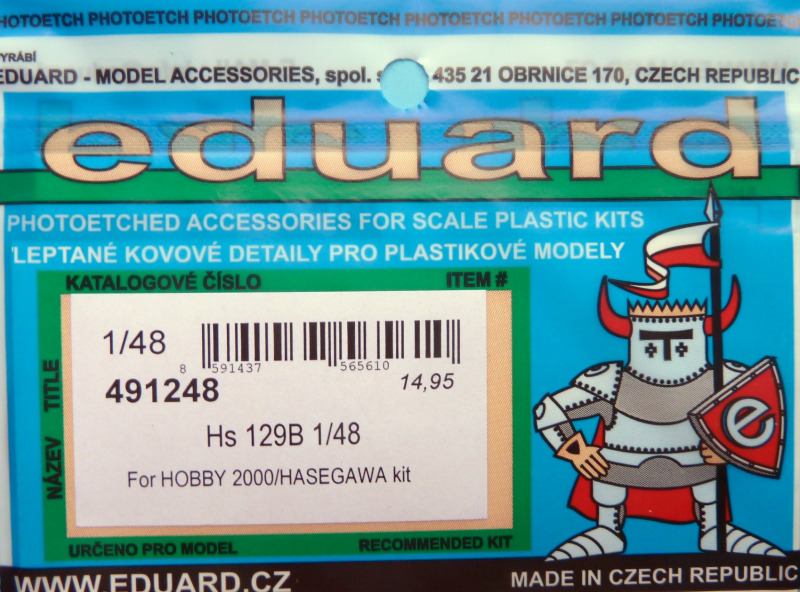 PHOTOETCH PHOTOETCH PHOTOETCH PHOTOETCH PHOTOETCH PHOTOETCH PHOTOETCH PHOTOETCH
VYRÁBÍ
EDUARD - MODEL ACCESSORIES, spol. 435 21 OBRNICE 170, CZECH REPUBLIC
eduard
PHOTOETCHED ACCESSORIES FOR SCALE PLASTIC KITS
LEPTANÉ KOVOVÉ DETAILY PRO PLASTIKOVÉ MODELY
KATALOGOVÉ ČÍSLO ITEM #
1/48
8 591437 565610
491248 14,95
Hs 129B 1/48
For HOBBY 2000/HASEGAWA kit
NÁZEV TITLE
URČENO PRO MODEL RECOMMENDED KIT
e
WWW.EDUARD.CZ MADE IN CZECH REPUBLIC